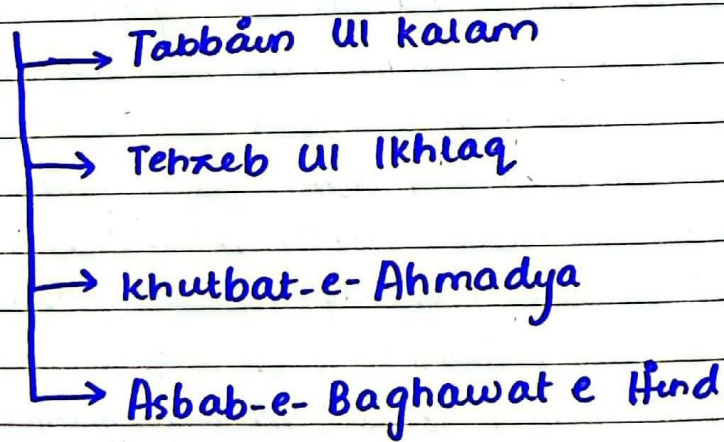 Tabbain Ul kalam
Tehzeb Ul Ikhlaq
khutbat-e-Ahmadya
Asbab-e-Baghawat e Hind